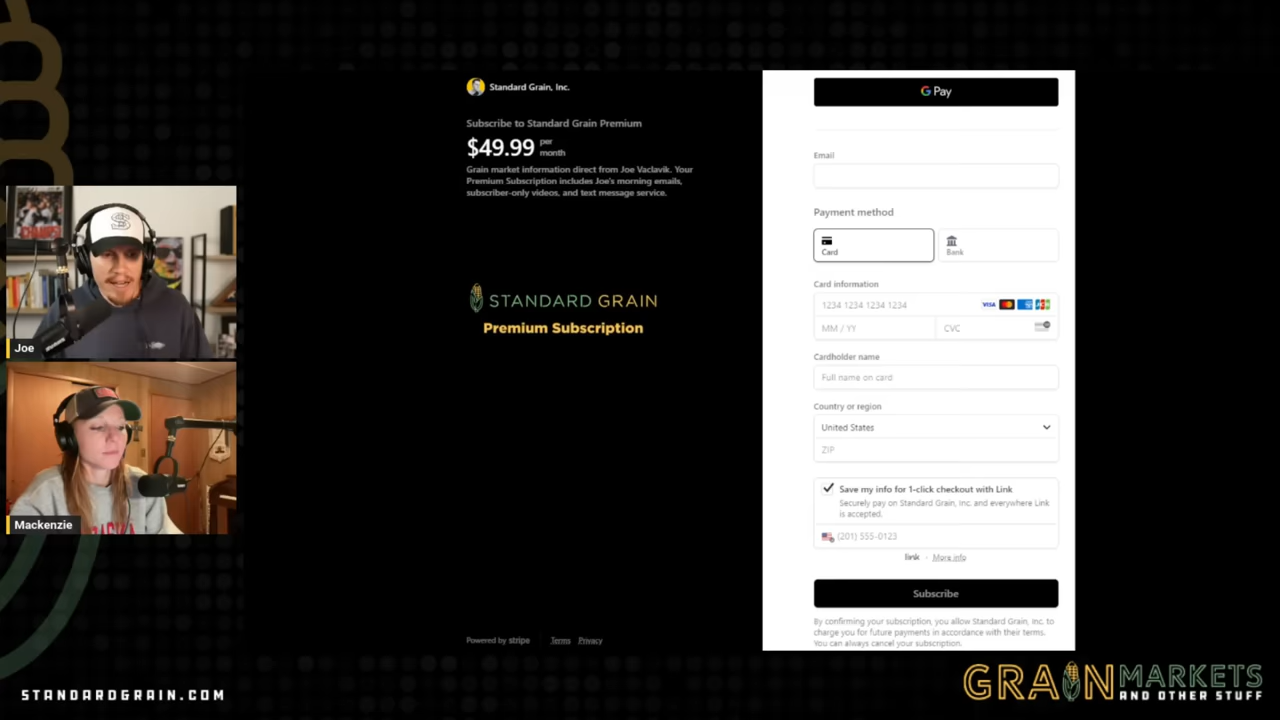 Standard Grain, Inc.
Subscribe to Standard Grain Premium
$49.99 per month
Grain market information direct from Joe Vaclavik. Your
Premium Subscription includes Joe's morning emails,
subscriber-only videos, and text message service.
STANDARD GRAIN
Premium Subscription
Powered by stripe
Terms Privacy
G Pay
Email
Payment method
Card
Bank
Card information
1234 1234 1234 1234
VISA
MM / YY
CVC
Cardholder name
Full name on card
Country or region
United States
ZIP
Save my info for 1-click checkout with Link
Securely pay on Standard Grain, Inc. and everywhere Link
is accepted.
(201) 555-0123
link · More info
Subscribe
By confirming your subscription, you allow Standard Grain, Inc. to
charge you for future payments in accordance with their terms.
You can always cancel your subscription.
Joe
Mackenzie
STANDARDGRAIN.COM
GRAIN MARKETS
AND OTHER STUFF